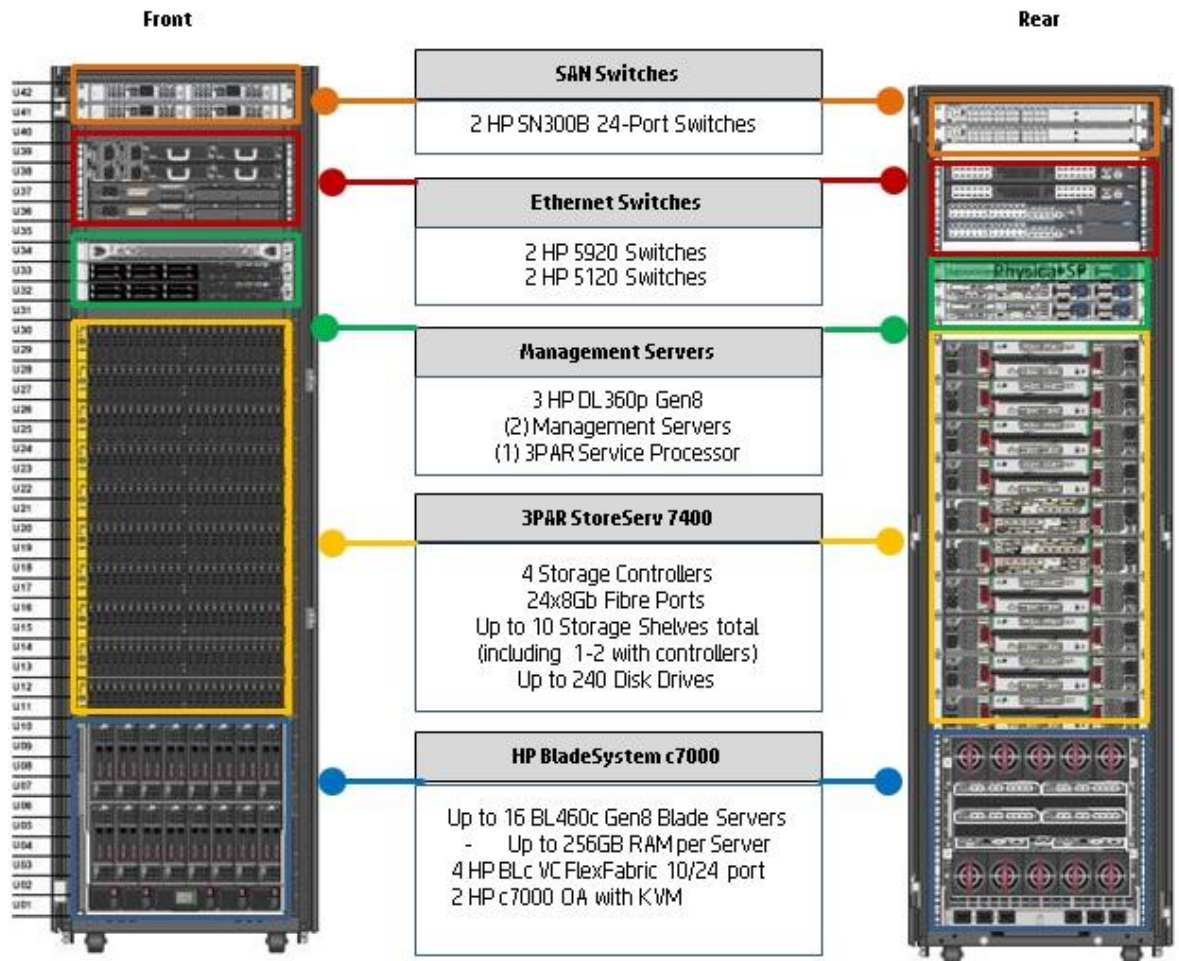 Front
Rear
U42
U41
U40
U39
U38
U37
U36
U35
U34
U33
U32
U31
U30
U29
U28
U27
U26
U25
U24
U23
U22
U21
U20
U19
U18
U17
U16
U15
U14
U13
U12
U11
U10
U09
U08
U07
U06
U05
U04
U03
U02
U01
SAN Switches
2 HP SN300B 24-Port Switches
Ethernet Switches
2 HP 5920 Switches
2 HP 5120 Switches
Management Servers
3 HP DL360p Gen8
(2) Management Servers
(1) 3PAR Service Processor
3PAR StoreServ 7400
4 Storage Controllers
24x8Gb Fibre Ports
Up to 10 Storage Shelves total
(including 1-2 with controllers)
Up to 240 Disk Drives
HP BladeSystem c7000
Up to 16 BL460c Gen8 Blade Servers
- Up to 256GB RAM per Server
4 HP BLc VC FlexFabric 10/24 port
2 HP c7000 OA with KVM
Physical SP